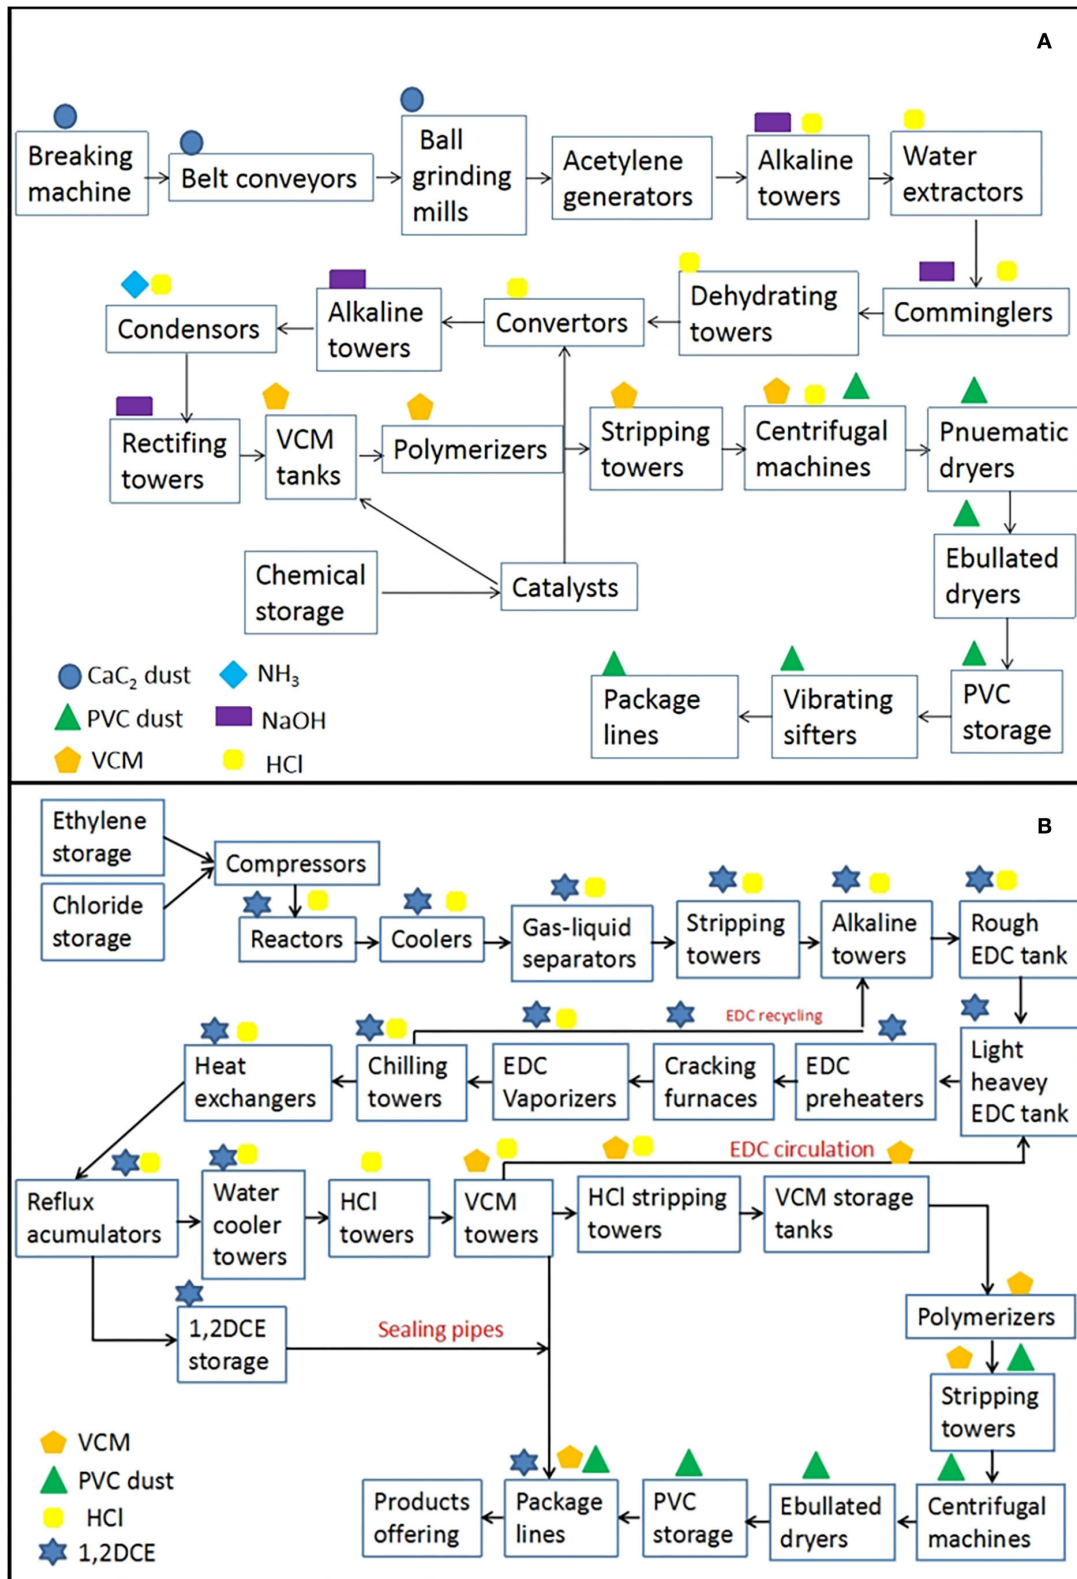 A
Breaking
machine
Belt conveyors
Ball
grinding
mills
Acetylene
generators
Alkaline
towers
Water
extractors
Condensors
Alkaline
towers
Convertors
Dehydrating
towers
Comminglers
Rectifing
towers
VCM
tanks
Polymerizers
Stripping
towers
Centrifugal
machines
Pnuematic
dryers
Ebullated
dryers
Chemical
storage
Catalysts
Package
lines
Vibrating
sifters
PVC
storage
CaC₂ dust
NH₃
PVC dust
NaOH
VCM
HCl
B
Ethylene
storage
Chloride
storage
Compressors
Reactors
Coolers
Gas-liquid
separators
Stripping
towers
Alkaline
towers
Rough
EDC tank
EDC recycling
Heat
exchangers
Chilling
towers
EDC
Vaporizers
Cracking
furnaces
EDC
preheaters
Light
heavey
EDC tank
EDC circulation
Reflux
acumulators
Water
cooler
towers
HCl
towers
VCM
towers
HCl stripping
towers
VCM storage
tanks
1,2DCE
storage
Sealing pipes
Polymerizers
Stripping
towers
Products
offering
Package
lines
PVC
storage
Ebullated
dryers
Centrifugal
machines
VCM
PVC dust
HCl
1,2DCE